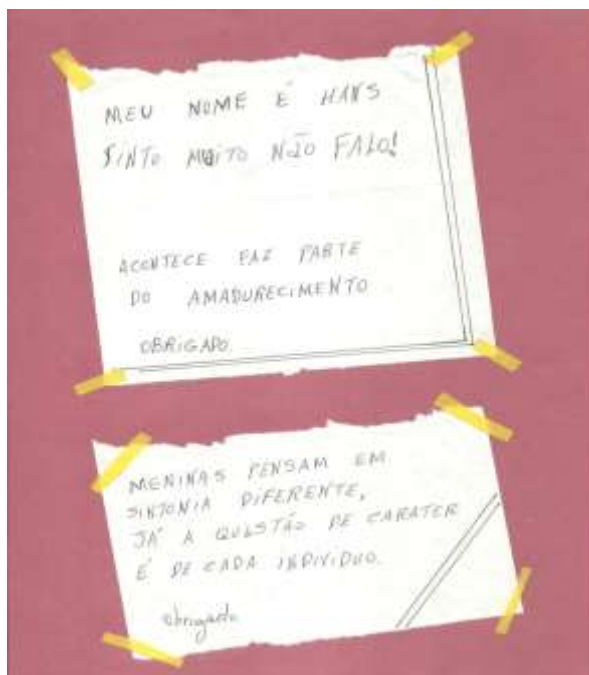 MEU NOME É HANS
SINTO MUITO NÃO FALO!
ACONTECE FAZ PARTE
DO AMADURECIMENTO
OBRIGADO
MENINAS PENSAM EM
SINTONIA DIFERENTE,
JÁ A QUESTÃO DE CARATER
É DE CADA INDIVIDUO.
Obrigado